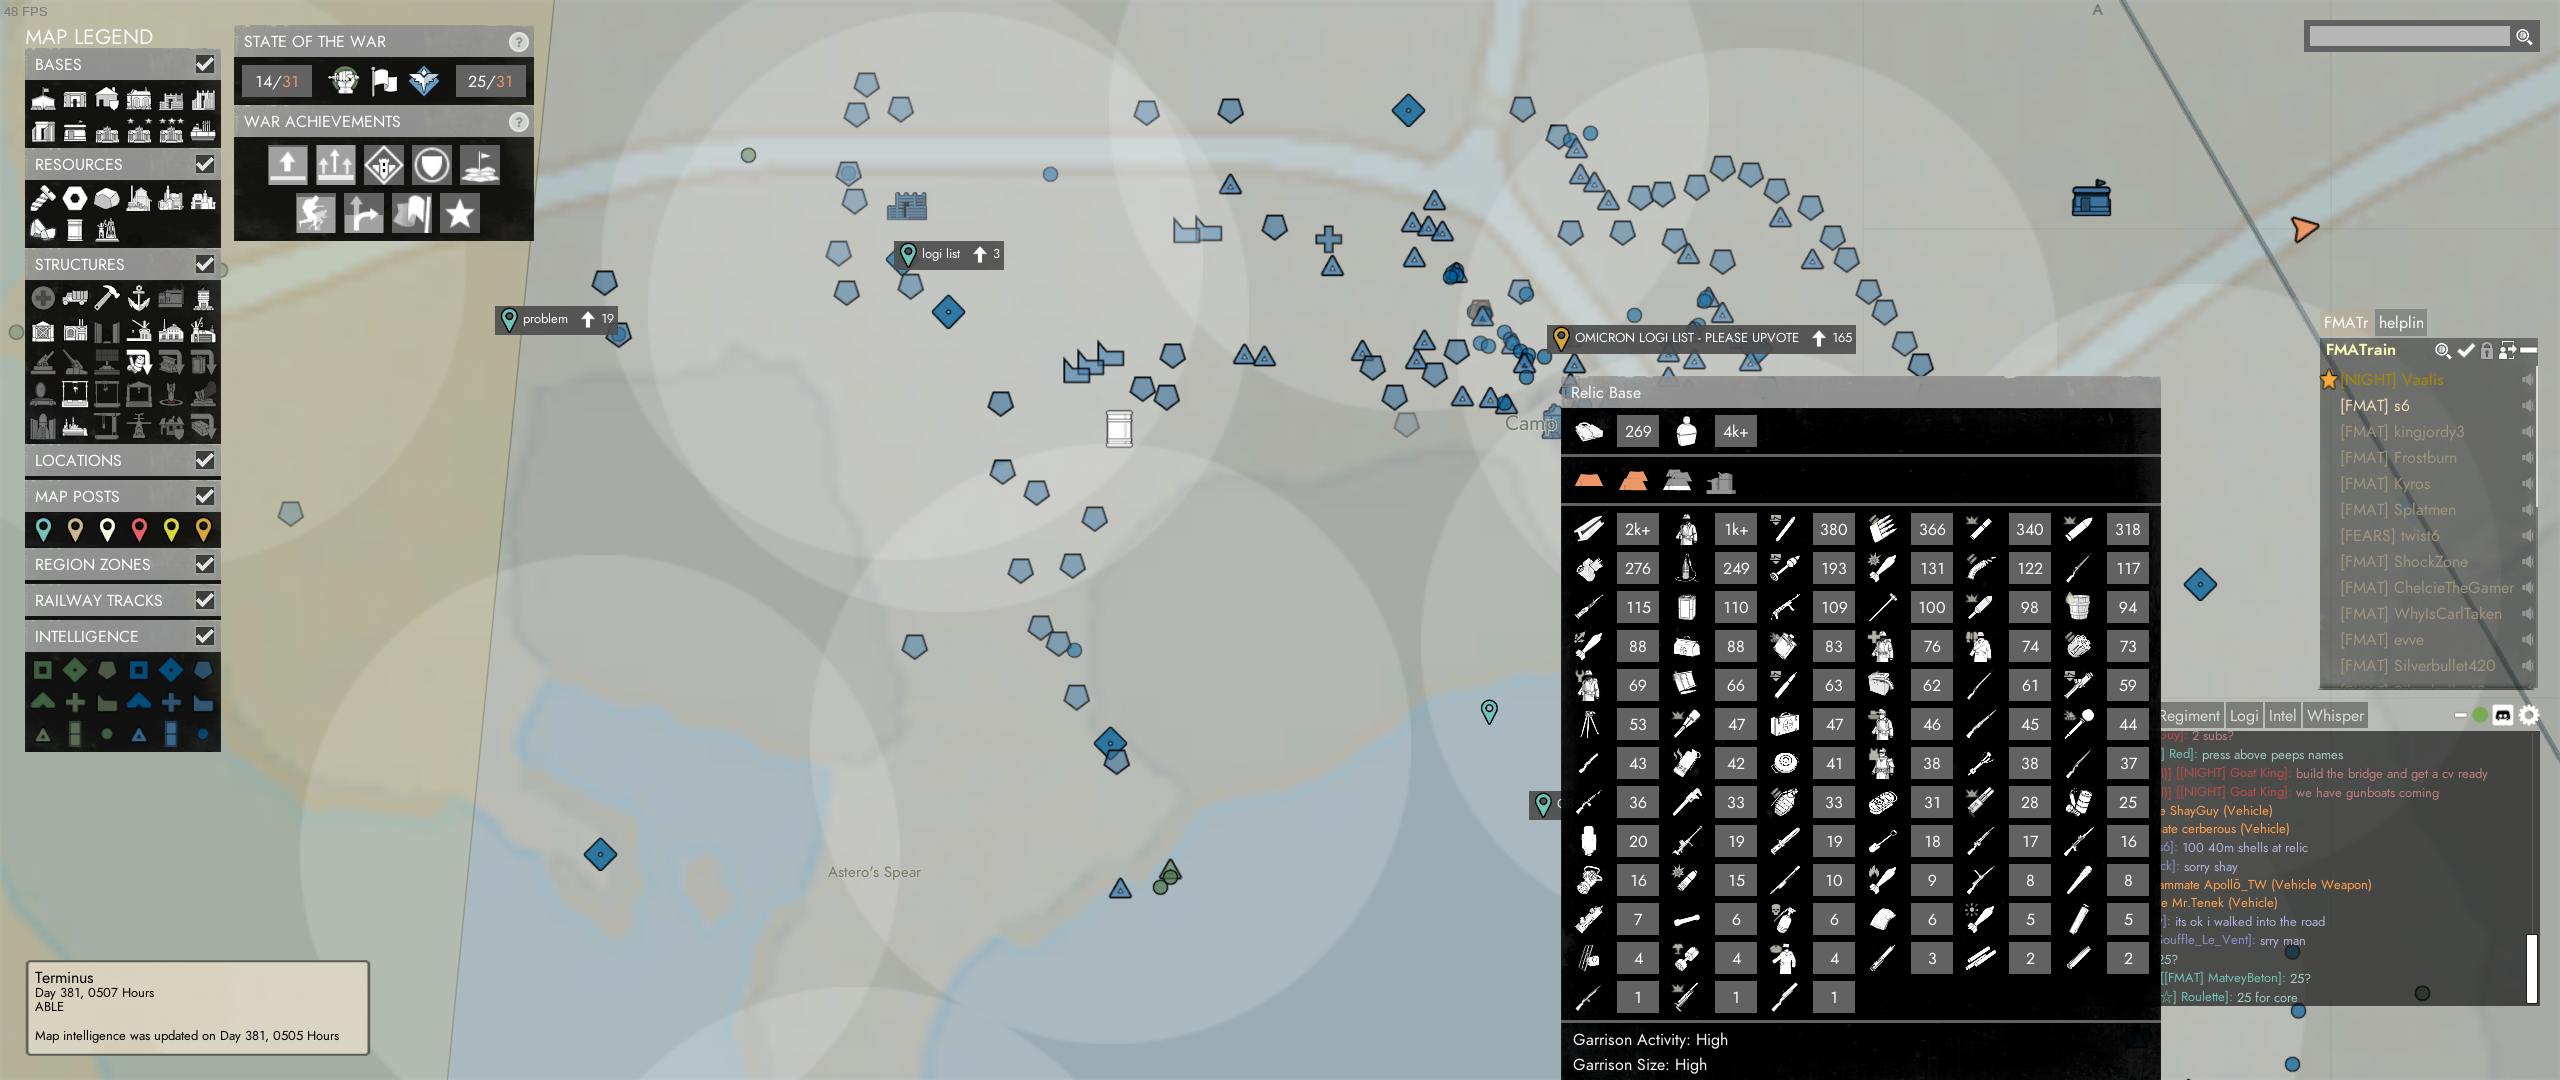 48 FPS
MAP LEGEND
BASES
RESOURCES
STRUCTURES
LOCATIONS
MAP POSTS
REGION ZONES
RAILWAY TRACKS
INTELLIGENCE
STATE OF THE WAR ?
14/31 25/31
WAR ACHIEVEMENTS ?
A
logi list 3
problem 19
OMICRON LOGI LIST - PLEASE UPVOTE 165
Camp
Astero's Spear
Terminus
Day 381, 0507 Hours
ABLE
Map intelligence was updated on Day 381, 0505 Hours
Relic Base
269 4k+
2k+ 1k+ 380 366 340 318
276 249 193 131 122 117
115 110 109 100 98 94
88 88 83 76 74 73
69 66 63 62 61 59
53 47 47 46 45 44
43 42 41 38 38 37
36 33 33 31 28 25
20 19 19 18 17 16
16 15 10 9 8 8
7 6 6 6 5 5
4 4 4 3 2 2
1 1 1
Garrison Activity: High
Garrison Size: High
FMATr helplin
FMATrain
[NIGHT] Vaalis
[FMAT] s6
[FMAT] kingjordy3
[FMAT] Frostburn
[FMAT] Kyros
[FMAT] Splatmen
[FEARS] twist6
[FMAT] ShockZone
[FMAT] ChelcieTheGamer
[FMAT] WhyIsCarlTaken
[FMAT] evve
[FMAT] Silverbullet420
Regiment Logi Intel Whisper
Guy]: 2 subs?
] Red]: press above peeps names
)] [[NIGHT] Goat King]: build the bridge and get a cv ready
)] [[NIGHT] Goat King]: we have gunboats coming
e ShayGuy (Vehicle)
ate cerberous (Vehicle)
s6]: 100 40m shells at relic
ck]: sorry shay
ammate Apollō_TW (Vehicle Weapon)
e Mr.Tenek (Vehicle)
]: its ok i walked into the road
Souffle_Le_Vent]: srry man
25?
[[FMAT] MatveyBeton]: 25?
☆] Roulette]: 25 for core